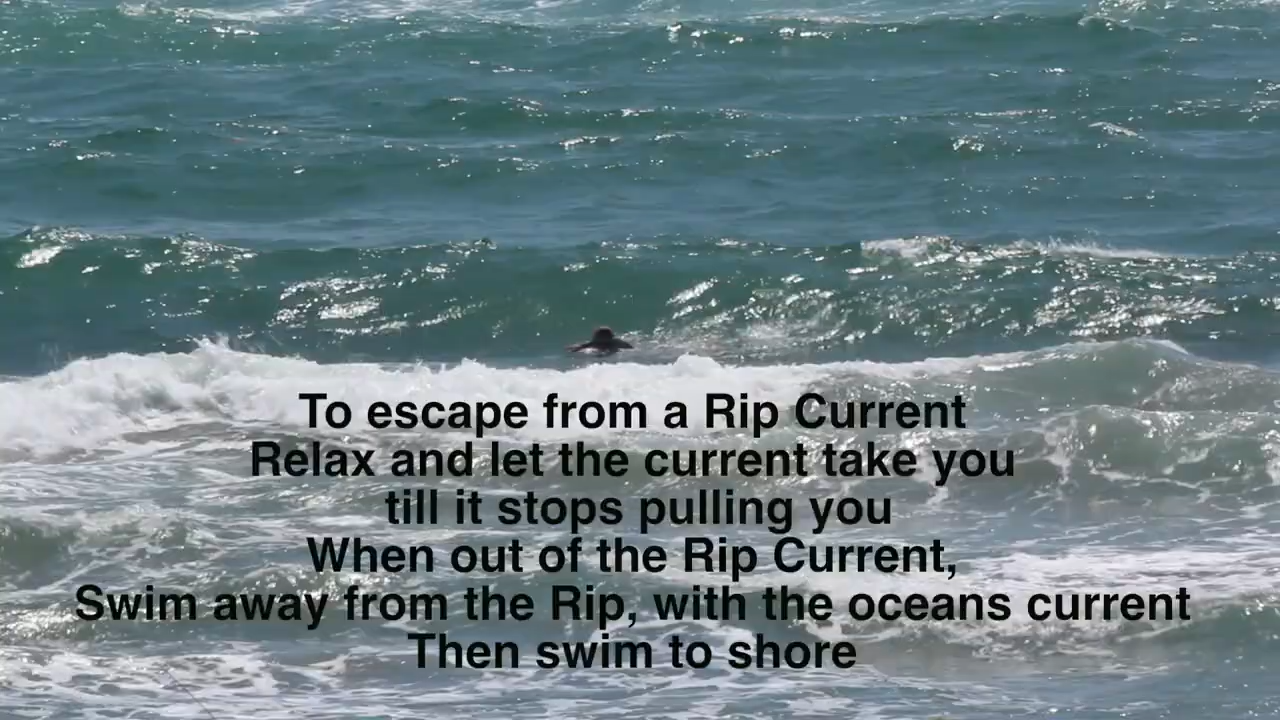 To escape from a Rip Current
Relax and let the current take you
till it stops pulling you
When out of the Rip Current,
Swim away from the Rip, with the oceans current
Then swim to shore